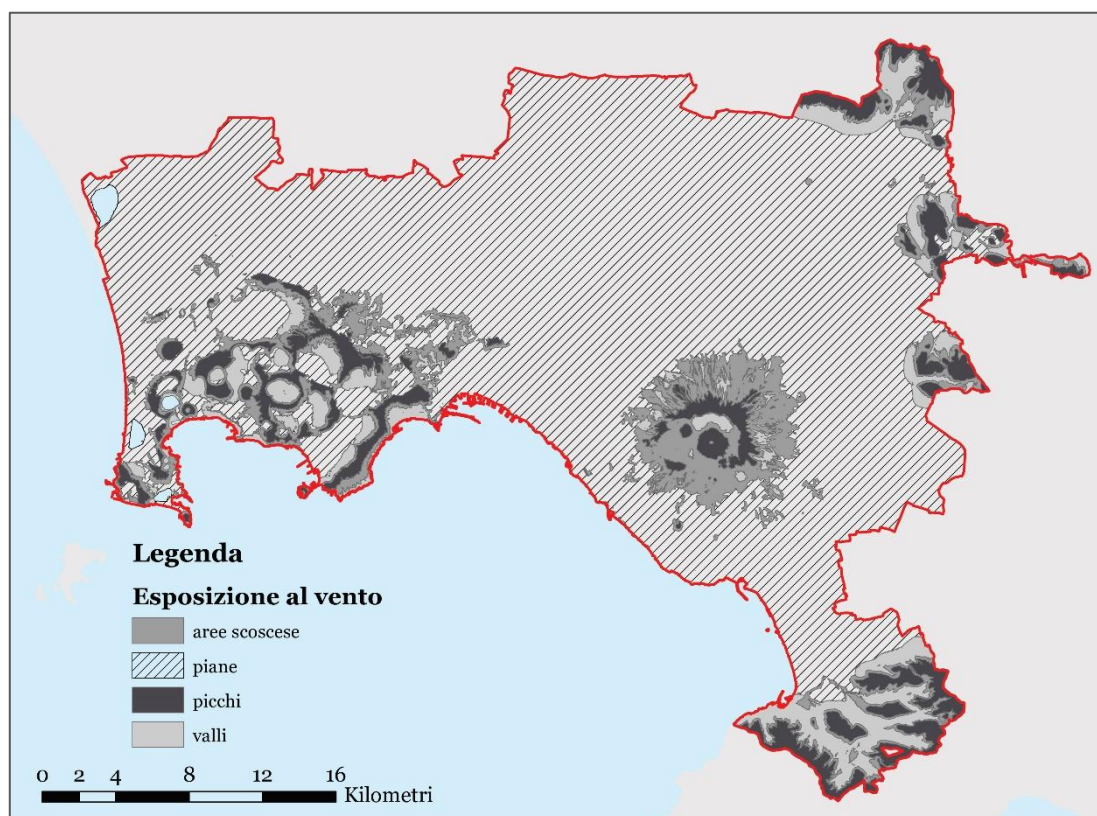 Legenda
Esposizione al vento
aree scoscese
piane
picchi
valli
0 2 4 8 12 16
Kilometri